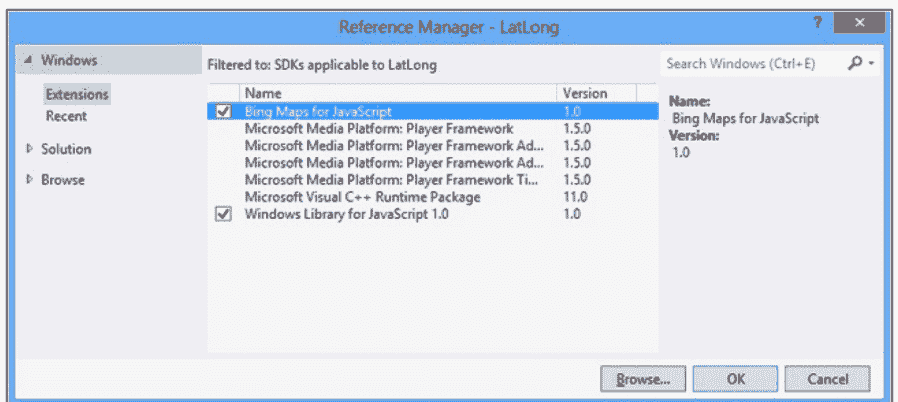 Reference Manager - LatLong
? ×
Windows
Extensions
Recent
Solution
Browse
Filtered to: SDKs applicable to LatLong
Name Version
Bing Maps for JavaScript 1.0
Microsoft Media Platform: Player Framework 1.5.0
Microsoft Media Platform: Player Framework Ad... 1.5.0
Microsoft Media Platform: Player Framework Ad... 1.5.0
Microsoft Media Platform: Player Framework Ti... 1.5.0
Microsoft Visual C++ Runtime Package 11.0
Windows Library for JavaScript 1.0 1.0
Search Windows (Ctrl+E)
Name:
Bing Maps for JavaScript
Version:
1.0
Browse... OK Cancel